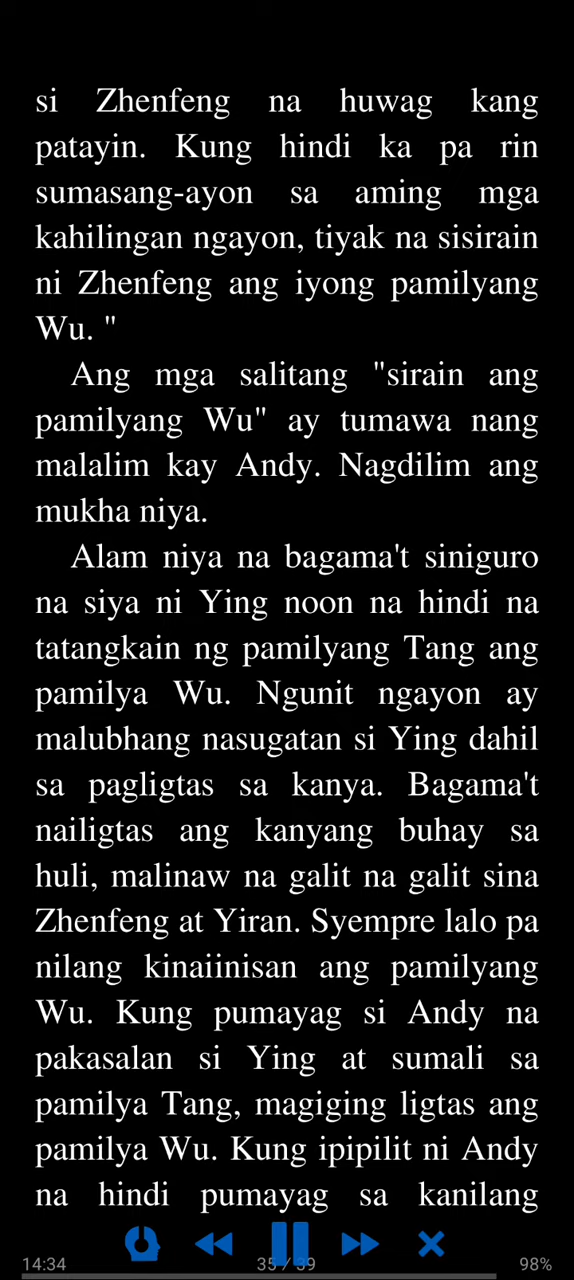 si Zhenfeng na huwag kang
patayin. Kung hindi ka pa rin
sumasang-ayon sa aming mga
kahilingan ngayon, tiyak na sisirain
ni Zhenfeng ang iyong pamilyang
Wu. "
Ang mga salitang "sirain ang
pamilyang Wu" ay tumawa nang
malalim kay Andy. Nagdilim ang
mukha niya.
Alam niya na bagama't siniguro
na siya ni Ying noon na hindi na
tatangkain ng pamilyang Tang ang
pamilya Wu. Ngunit ngayon ay
malubhang nasugatan si Ying dahil
sa pagligtas sa kanya. Bagama't
nailigtas ang kanyang buhay sa
huli, malinaw na galit na galit sina
Zhenfeng at Yiran. Syempre lalo pa
nilang kinaiinisan ang pamilyang
Wu. Kung pumayag si Andy na
pakasalan si Ying at sumali sa
pamilya Tang, magiging ligtas ang
pamilya Wu. Kung ipipilit ni Andy
na hindi pumayag sa kanilang
14:34 35 / 39 98%